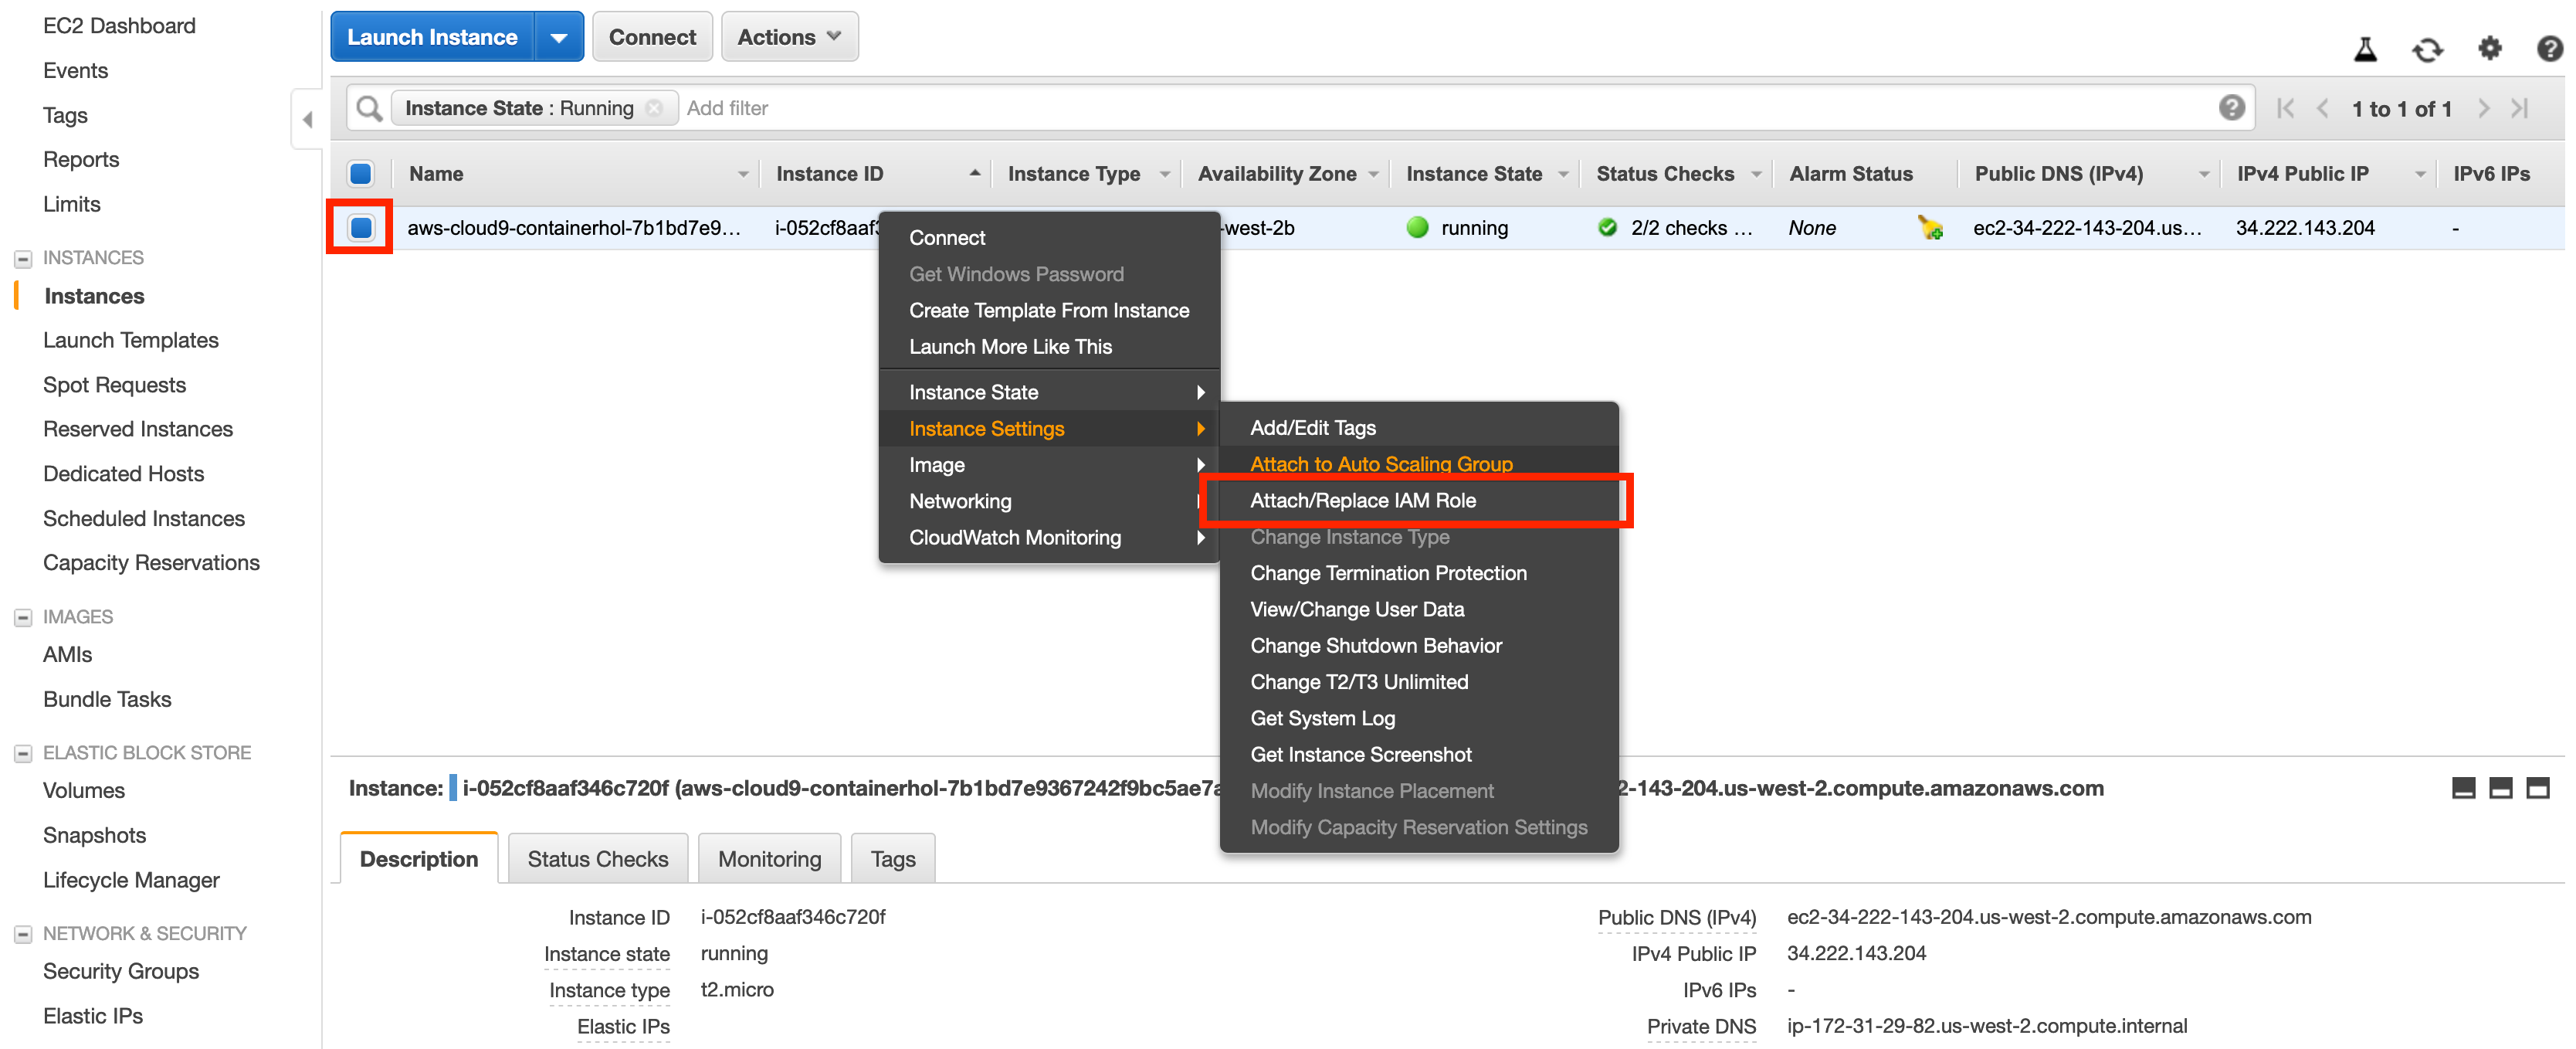 EC2 Dashboard
Events
Tags
Reports
Limits
INSTANCES
Instances
Launch Templates
Spot Requests
Reserved Instances
Dedicated Hosts
Scheduled Instances
Capacity Reservations
IMAGES
AMIs
Bundle Tasks
ELASTIC BLOCK STORE
Volumes
Snapshots
Lifecycle Manager
NETWORK & SECURITY
Security Groups
Elastic IPs
Launch Instance Connect Actions
Instance State : Running Add filter 1 to 1 of 1
Name Instance ID Instance Type Availability Zone Instance State Status Checks Alarm Status Public DNS (IPv4) IPv4 Public IP IPv6 IPs
aws-cloud9-containerhol-7b1bd7e9... i-052cf8aaf -west-2b running 2/2 checks ... None ec2-34-222-143-204.us... 34.222.143.204 -
Connect
Get Windows Password
Create Template From Instance
Launch More Like This
Instance State
Instance Settings
Image
Networking
CloudWatch Monitoring
Add/Edit Tags
Attach to Auto Scaling Group
Attach/Replace IAM Role
Change Instance Type
Change Termination Protection
View/Change User Data
Change Shutdown Behavior
Change T2/T3 Unlimited
Get System Log
Get Instance Screenshot
Modify Instance Placement
Modify Capacity Reservation Settings
Instance: i-052cf8aaf346c720f (aws-cloud9-containerhol-7b1bd7e9367242f9bc5ae7a 2-143-204.us-west-2.compute.amazonaws.com
Description Status Checks Monitoring Tags
Instance ID i-052cf8aaf346c720f
Instance state running
Instance type t2.micro
Elastic IPs
Public DNS (IPv4) ec2-34-222-143-204.us-west-2.compute.amazonaws.com
IPv4 Public IP 34.222.143.204
IPv6 IPs -
Private DNS ip-172-31-29-82.us-west-2.compute.internal